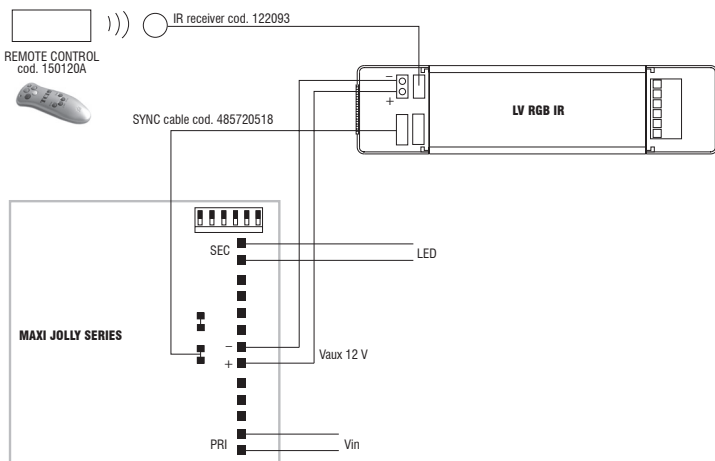 IR receiver cod. 122093
REMOTE CONTROL
cod. 150120A
–
+
LV RGB IR
SYNC cable cod. 485720518
SEC
LED
MAXI JOLLY SERIES
–
+
Vaux 12 V
PRI
Vin